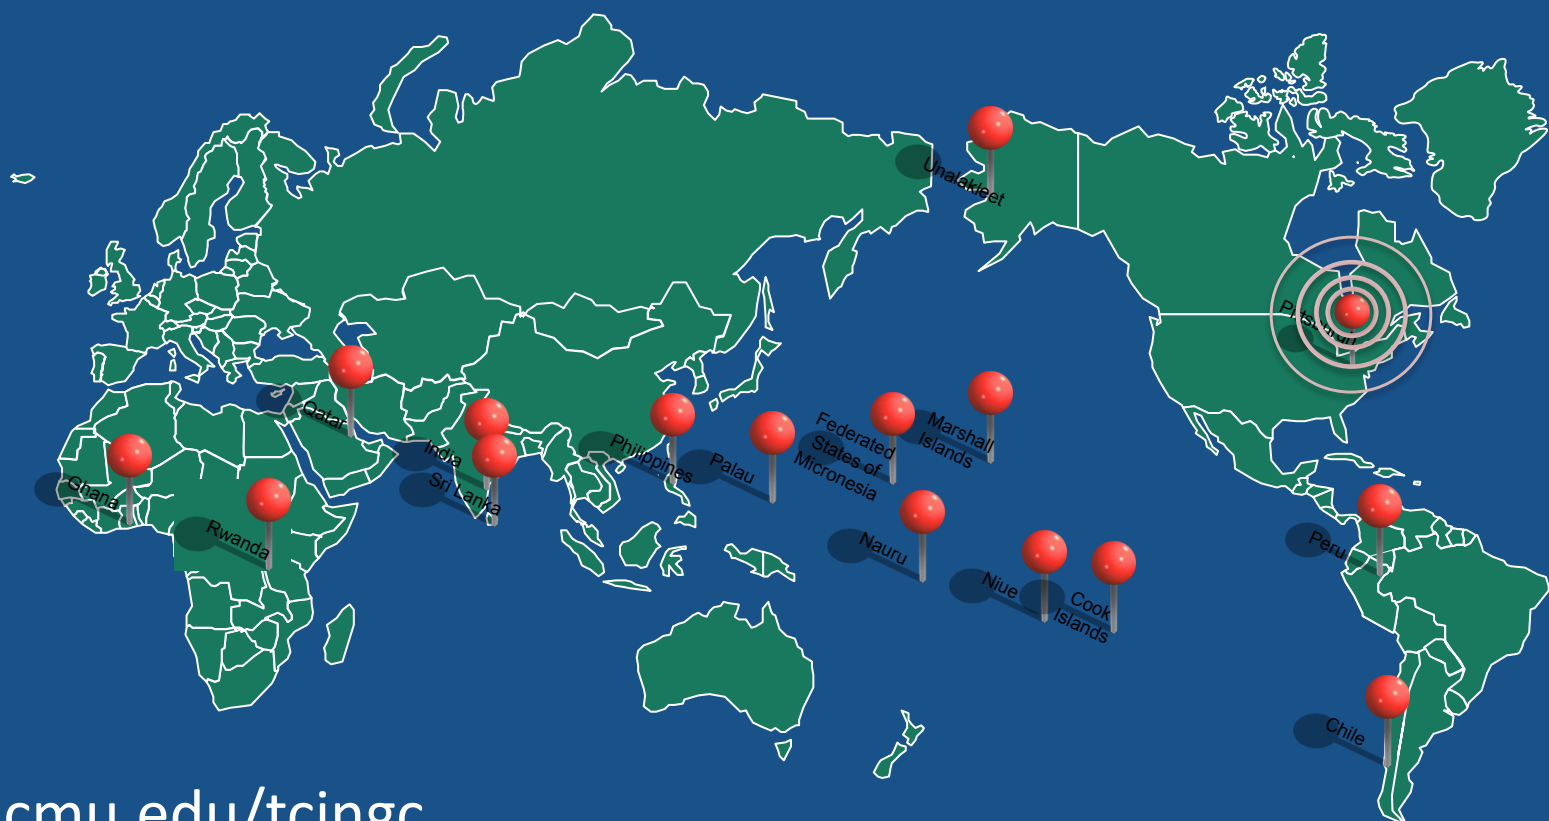 Unalakleet
Pittsburgh
Qatar
Federated
States of
Micronesia
Marshall
Islands
India
Philippines
Palau
Sri Lanka
Ghana
Rwanda
Nauru
Peru
Niue
Cook
Islands
Chile
cmu.edu/tcingc